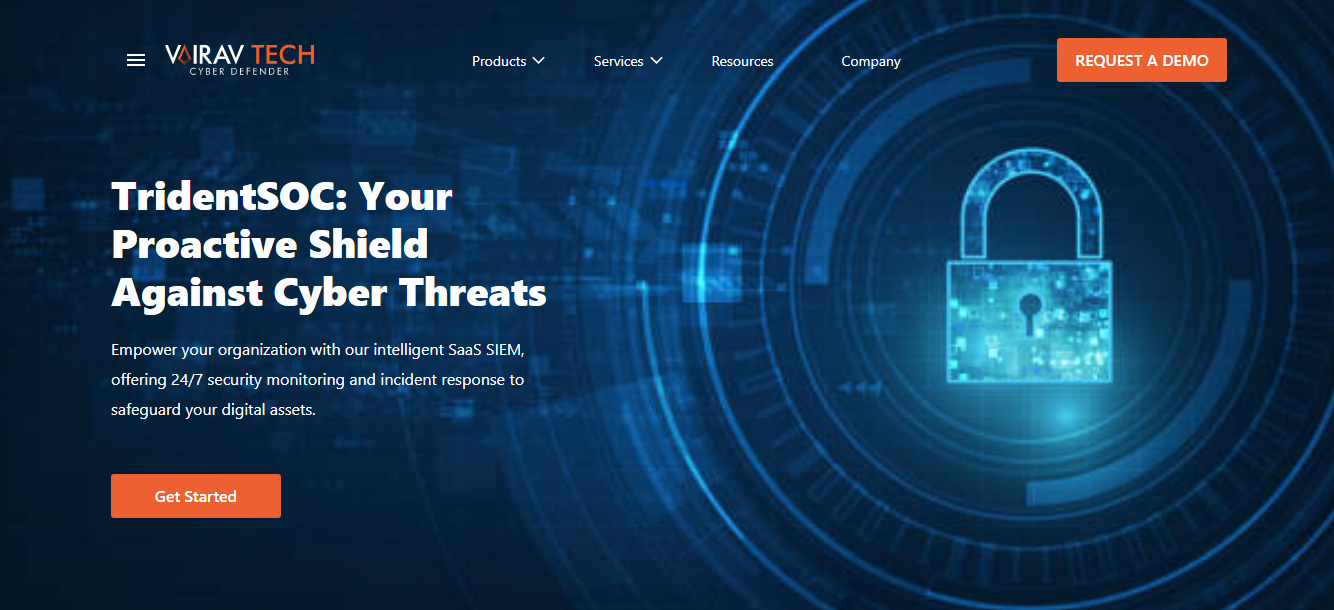 VAIRAV TECH
CYBER DEFENDER
Products
Services
Resources
Company
REQUEST A DEMO
TridentSOC: Your
Proactive Shield
Against Cyber Threats
Empower your organization with our intelligent SaaS SIEM,
offering 24/7 security monitoring and incident response to
safeguard your digital assets.
Get Started